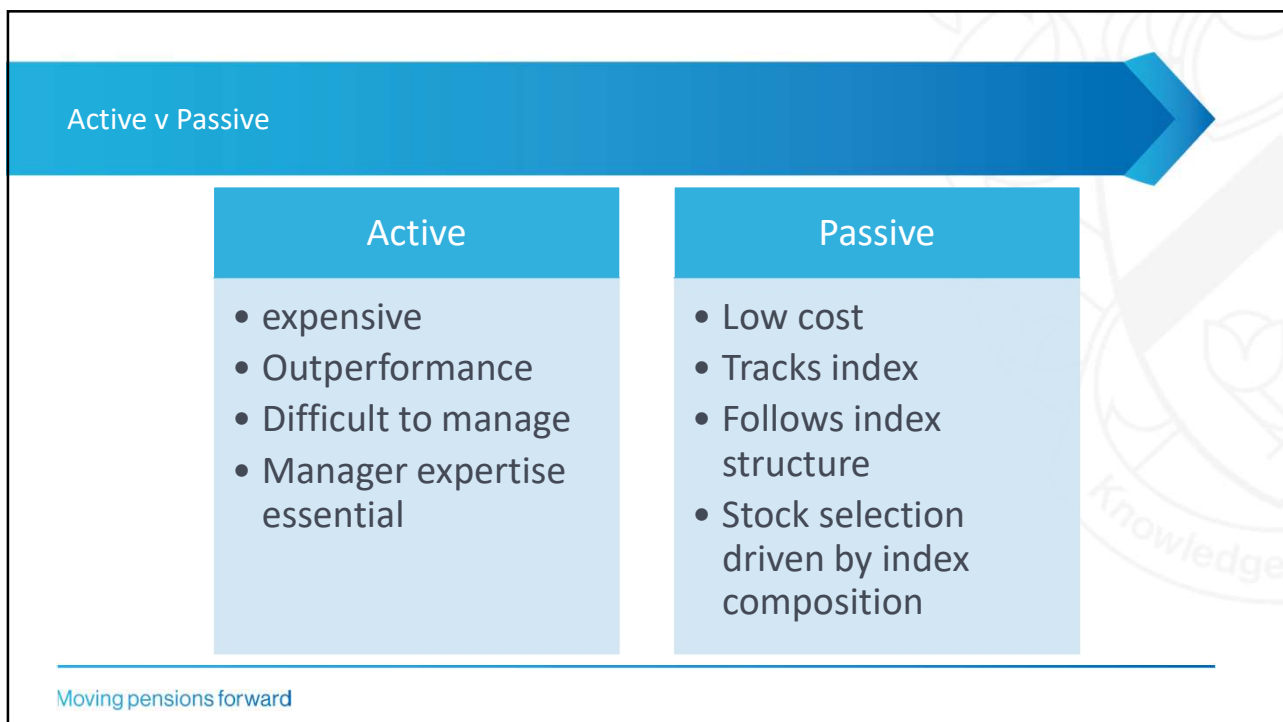 Active v Passive
Active
• expensive
• Outperformance
• Difficult to manage
• Manager expertise
essential
Passive
• Low cost
• Tracks index
• Follows index
structure
• Stock selection
driven by index
composition
Knowledge
Moving pensions forward